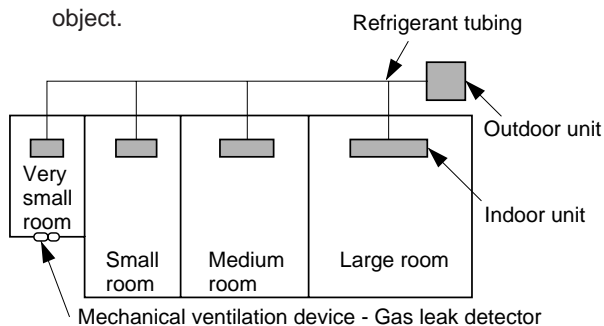 object.
Refrigerant tubing
Outdoor unit
Very
small
room
Indoor unit
Small
room
Medium
room
Large room
Mechanical ventilation device - Gas leak detector